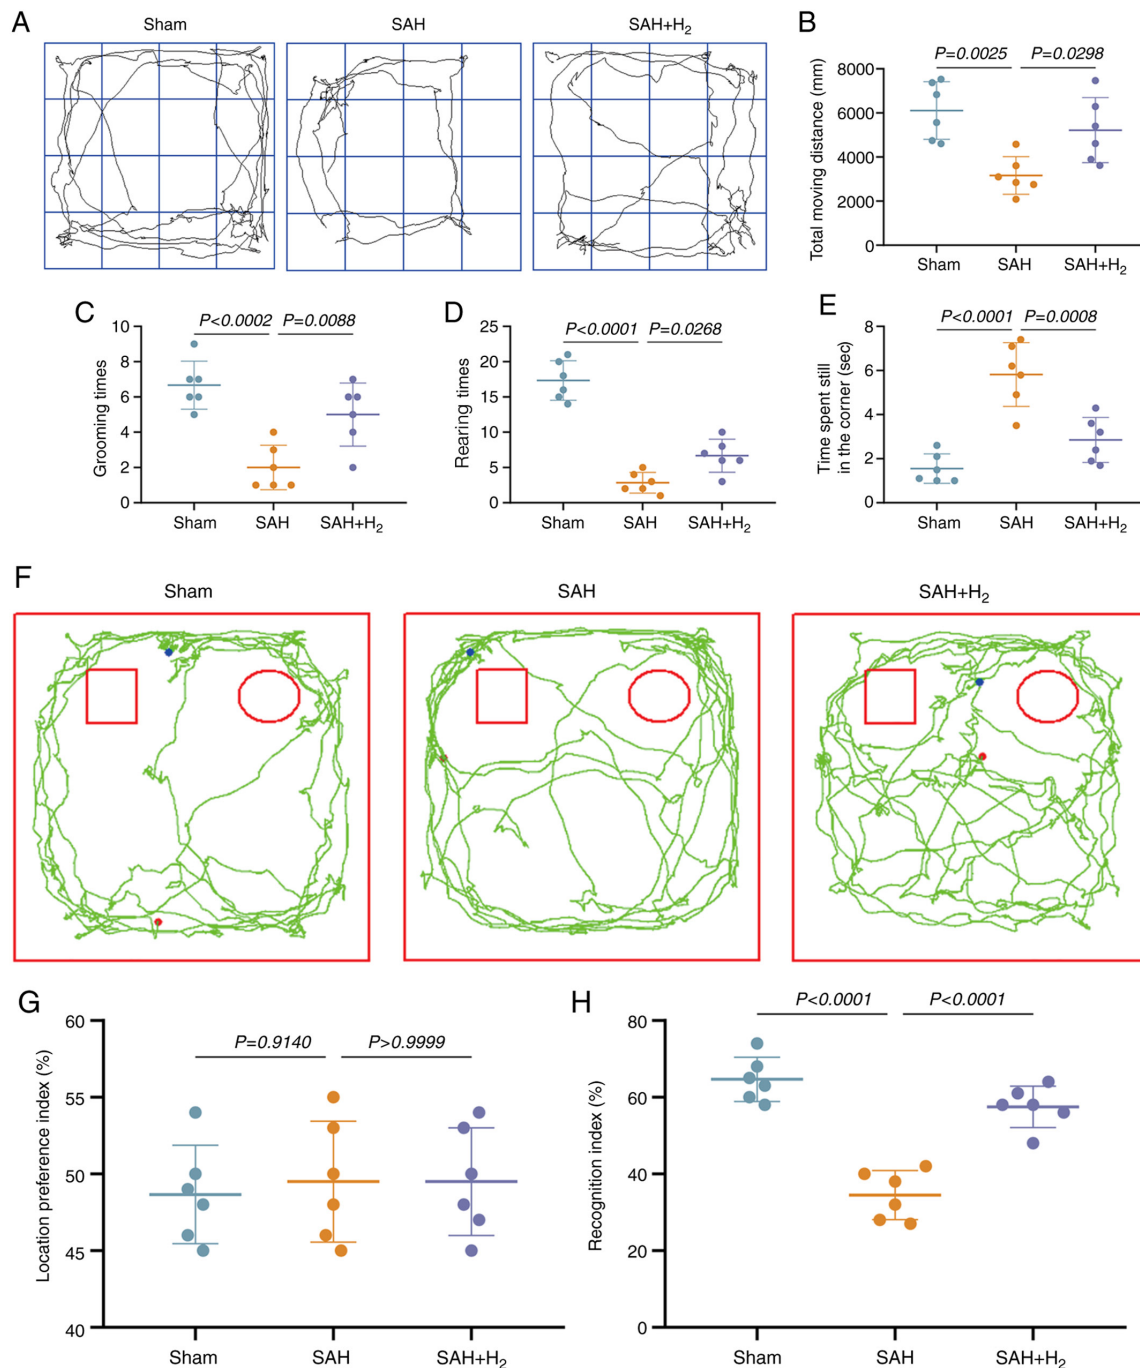 A
Sham
SAH
SAH+H2
B
P=0.0025
P=0.0298
Total moving distance (mm)
8000
6000
4000
2000
0
Sham
SAH
SAH+H2
C
P<0.0002
P=0.0088
Grooming times
10
8
6
4
2
0
Sham
SAH
SAH+H2
D
P<0.0001
P=0.0268
Rearing times
25
20
15
10
5
0
Sham
SAH
SAH+H2
E
P<0.0001
P=0.0008
Time spent still
in the corner (sec)
8
6
4
2
0
Sham
SAH
SAH+H2
F
Sham
SAH
SAH+H2
G
P=0.9140
P>0.9999
Location preference index (%)
60
55
50
45
40
Sham
SAH
SAH+H2
H
P<0.0001
P<0.0001
Recognition index (%)
80
60
40
20
0
Sham
SAH
SAH+H2